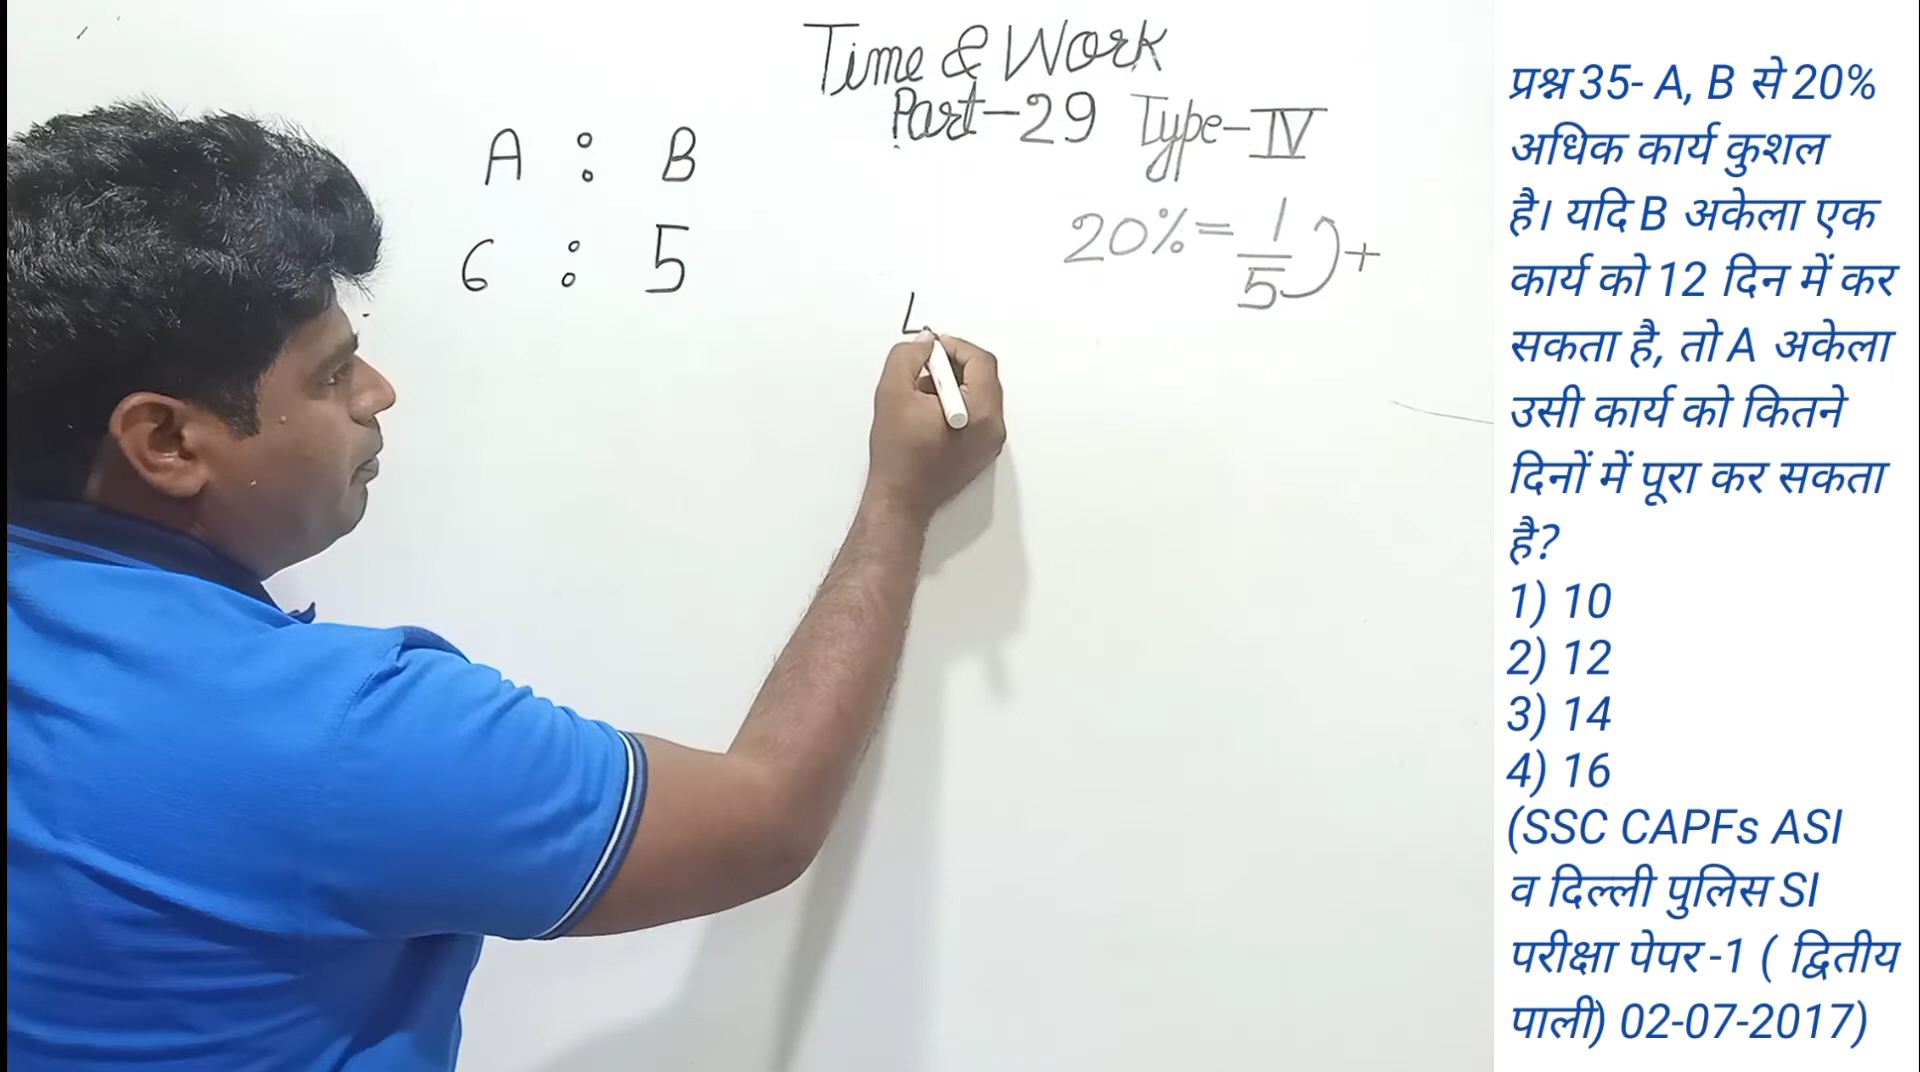 Time & Work
Part-29 Type-IV
A : B
6 : 5
20% = 1/5 ) +
L
प्रश्न 35- A, B से 20%
अधिक कार्य कुशल
है। यदि B अकेला एक
कार्य को 12 दिन में कर
सकता है, तो A अकेला
उसी कार्य को कितने
दिनों में पूरा कर सकता
है?
1) 10
2) 12
3) 14
4) 16
(SSC CAPFs ASI
व दिल्ली पुलिस SI
परीक्षा पेपर -1 ( द्वितीय
पाली) 02-07-2017)